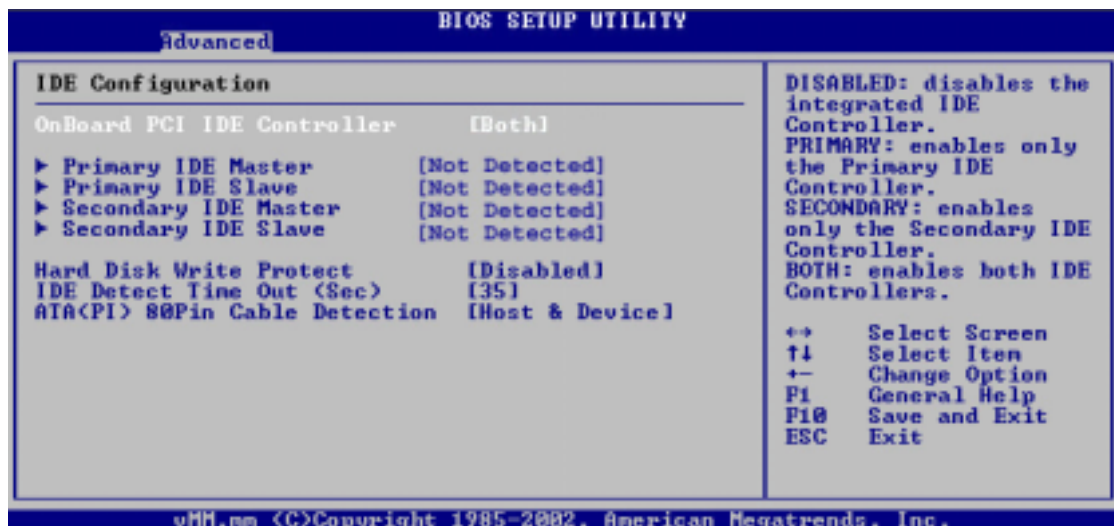 BIOS SETUP UTILITY
Advanced
IDE Configuration
OnBoard PCI IDE Controller [Both]
► Primary IDE Master [Not Detected]
► Primary IDE Slave [Not Detected]
► Secondary IDE Master [Not Detected]
► Secondary IDE Slave [Not Detected]
Hard Disk Write Protect [Disabled]
IDE Detect Time Out (Sec) [35]
ATA(PI) 80Pin Cable Detection [Host & Device]
DISABLED: disables the
integrated IDE
Controller.
PRIMARY: enables only
the Primary IDE
Controller.
SECONDARY: enables
only the Secondary IDE
Controller.
BOTH: enables both IDE
Controllers.
↔ Select Screen
↑↓ Select Item
+- Change Option
F1 General Help
F10 Save and Exit
ESC Exit
vMM.mm (C)Copyright 1985-2002, American Megatrends, Inc.